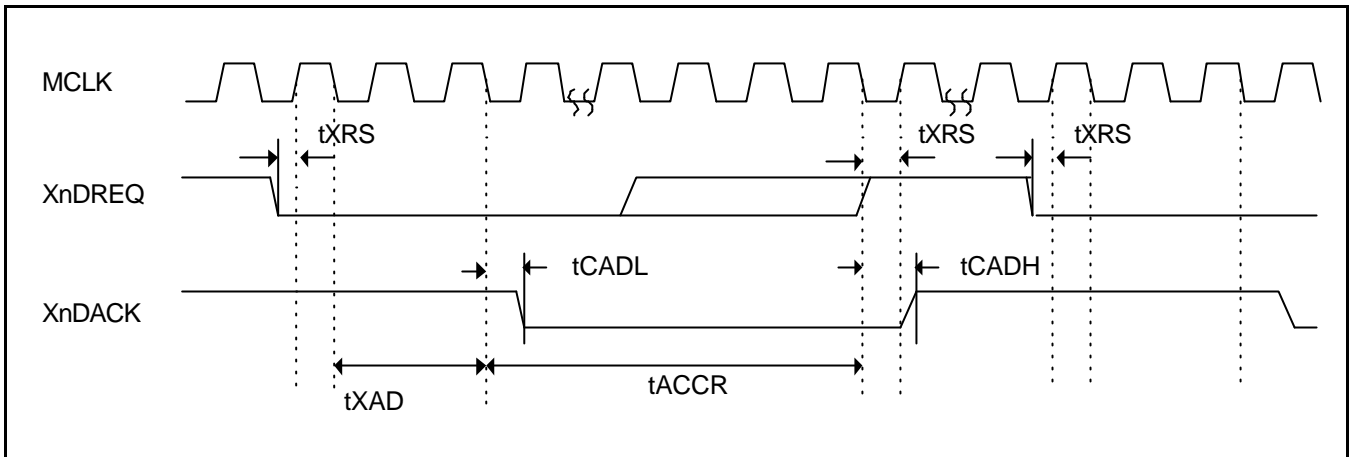 MCLK
tXRS
tXRS
tXRS
XnDREQ
tCADL
tCADH
XnDACK
tACCR
tXAD